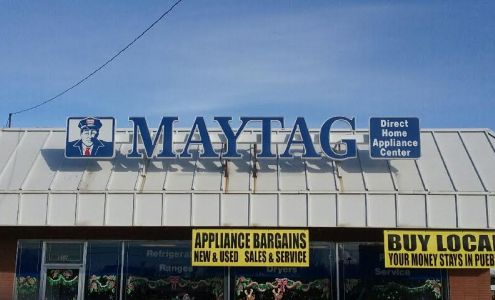 MAYTAG
Direct
Home
Appliance
Center
APPLIANCE BARGAINS
NEW & USED SALES & SERVICE
BUY LOCAL
YOUR MONEY STAYS IN PUEB
Refrigera
Ranges
Dryers
Service